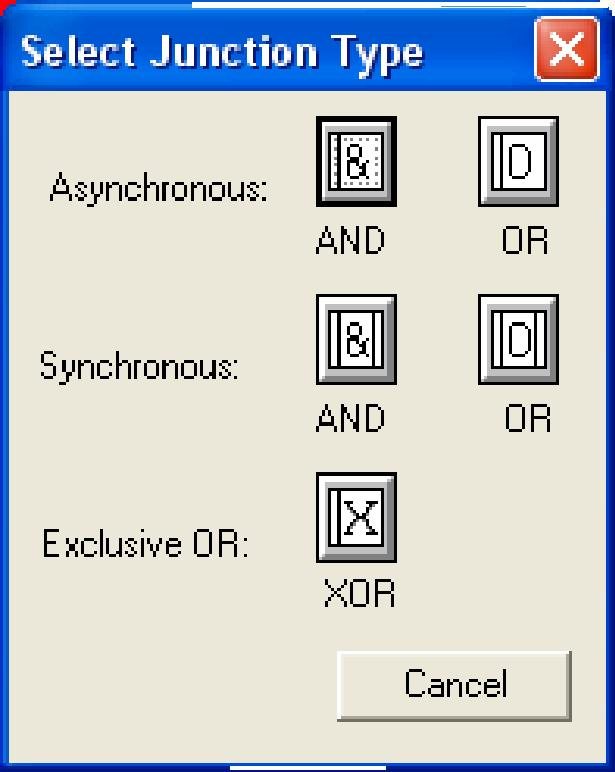 Select Junction Type
Asynchronous:
& O
AND OR
Synchronous:
& O
AND OR
Exclusive OR:
X
XOR
Cancel